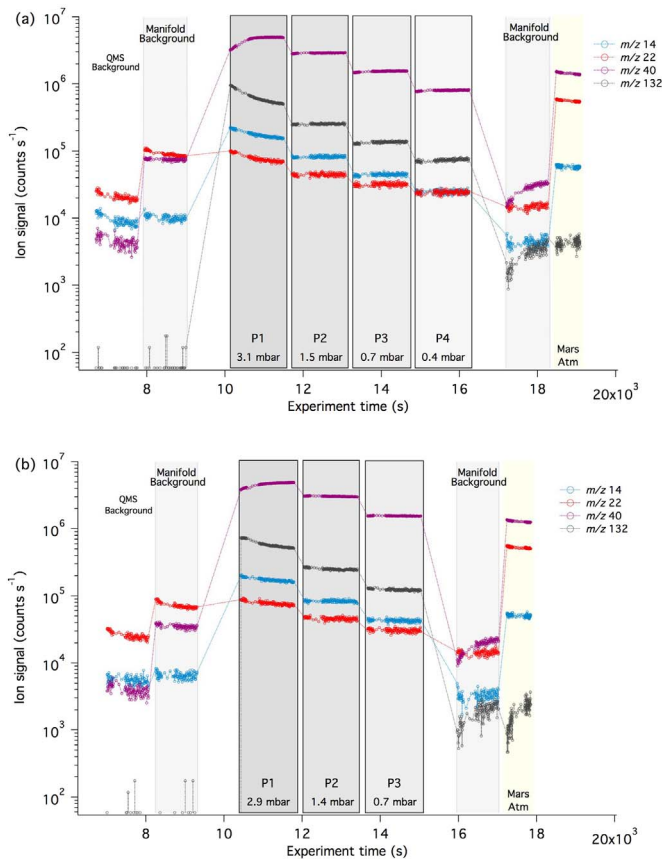 (a)
10⁷
10⁶
10⁵
10⁴
10³
10²
Ion signal (counts s⁻¹)
QMS
Background
Manifold
Background
P1
3.1 mbar
P2
1.5 mbar
P3
0.7 mbar
P4
0.4 mbar
Manifold
Background
Mars
Atm
m/z 14
m/z 22
m/z 40
m/z 132
8 10 12 14 16 18 20x10³
Experiment time (s)
(b)
10⁷
10⁶
10⁵
10⁴
10³
10²
Ion signal (counts s⁻¹)
QMS
Background
Manifold
Background
P1
2.9 mbar
P2
1.4 mbar
P3
0.7 mbar
Manifold
Background
Mars
Atm
m/z 14
m/z 22
m/z 40
m/z 132
8 10 12 14 16 18 20x10³
Experiment time (s)